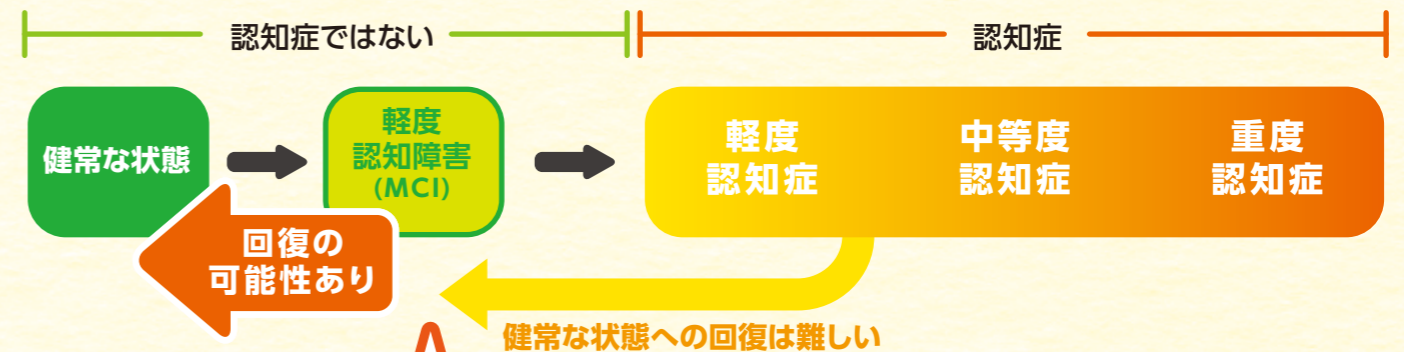 認知症ではない
認知症
健常な状態
軽度
認知障害
(MCI)
軽度
認知症
中等度
認知症
重度
認知症
回復の
可能性あり
健常な状態への回復は難しい